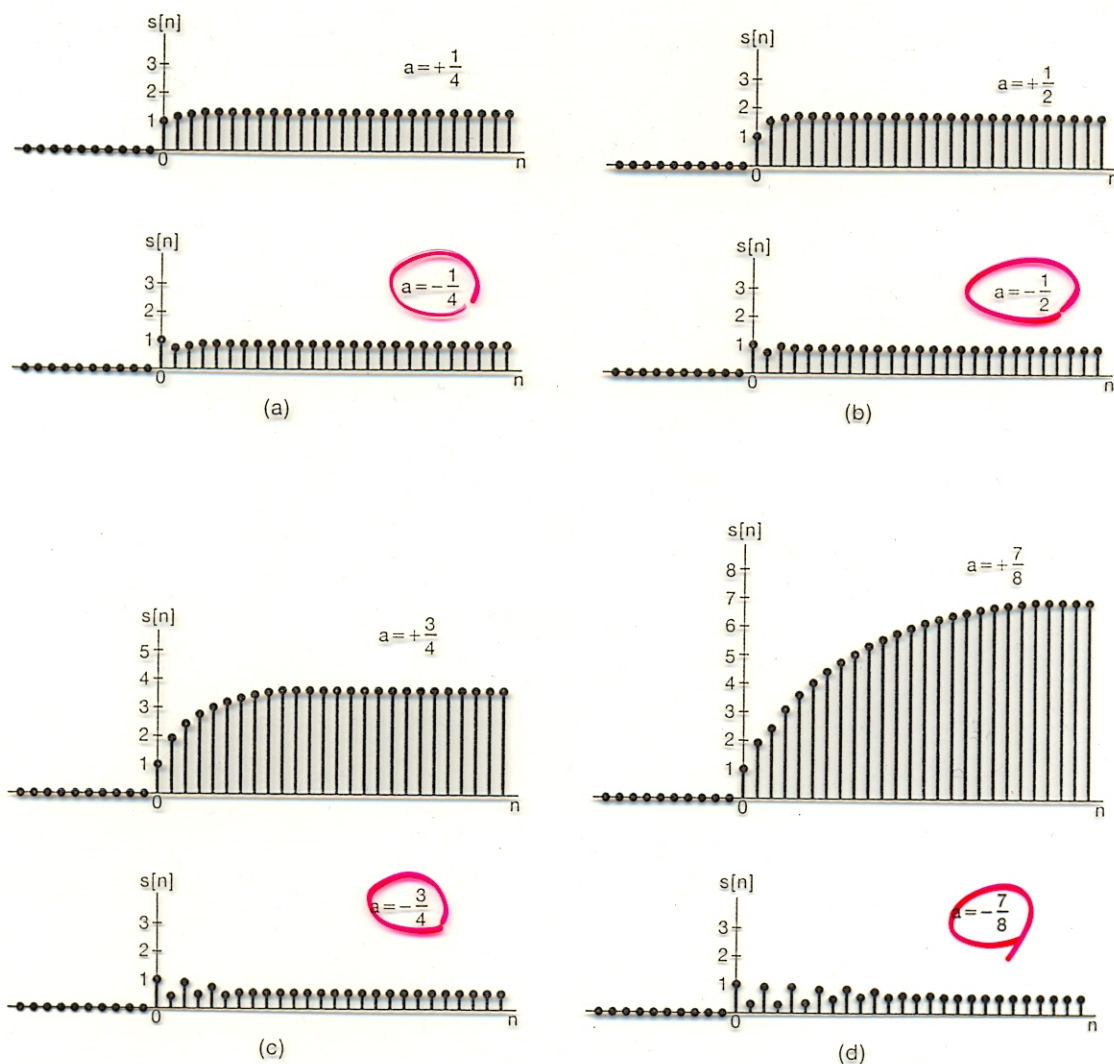 s[n]
3
2
1
0
a=+1/4
n
s[n]
3
2
1
0
a=-1/4
n
(a)
s[n]
3
2
1
0
a=+1/2
n
s[n]
3
2
1
0
a=-1/2
n
(b)
s[n]
5
4
3
2
1
0
a=+3/4
n
s[n]
3
2
1
0
a=-3/4
n
(c)
s[n]
8
7
6
5
4
3
2
1
0
a=+7/8
n
s[n]
3
2
1
0
a=-7/8
n
(d)